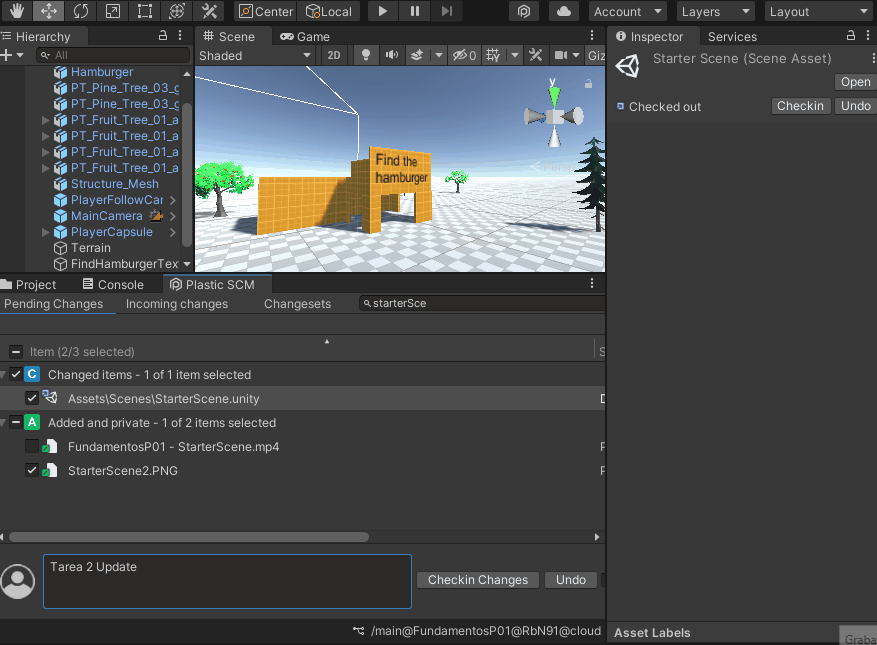 Center
Local
Account
Layers
Layout
Hierarchy
All
Hamburger
PT_Pine_Tree_03_g
PT_Pine_Tree_03_g
PT_Fruit_Tree_01_a
PT_Fruit_Tree_01_a
PT_Fruit_Tree_01_a
PT_Fruit_Tree_01_a
Structure_Mesh
PlayerFollowCar
MainCamera
PlayerCapsule
Terrain
FindHamburgerTex
Scene
Game
Shaded
2D
0
Giz
y
Find the
hamburger
Inspector
Services
Starter Scene (Scene Asset)
Open
Checked out
Checkin
Undo
Project
Console
Plastic SCM
Pending Changes
Incoming changes
Changesets
starterSce
Item (2/3 selected)
S
C Changed items - 1 of 1 item selected
Assets\Scenes\StarterScene.unity
A Added and private - 1 of 2 items selected
FundamentosP01 - StarterScene.mp4
StarterScene2.PNG
Tarea 2 Update
Checkin Changes
Undo
/main@FundamentosP01@RbN91@cloud
Asset Labels
Graba